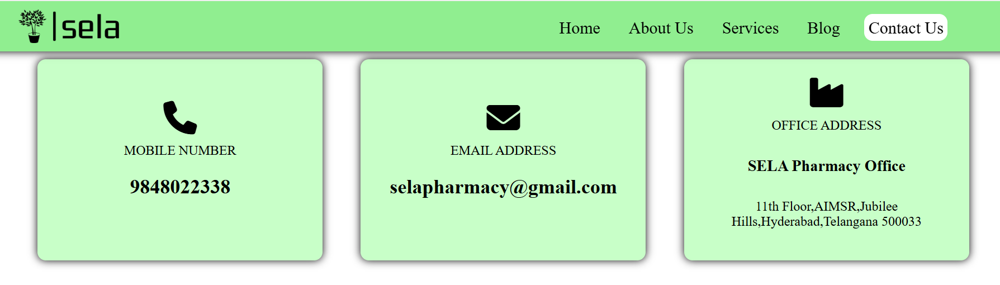 |sela
Home
About Us
Services
Blog
Contact Us
MOBILE NUMBER
9848022338
EMAIL ADDRESS
selapharmacy@gmail.com
OFFICE ADDRESS
SELA Pharmacy Office
11th Floor,AIMSR,Jubilee
Hills,Hyderabad,Telangana 500033